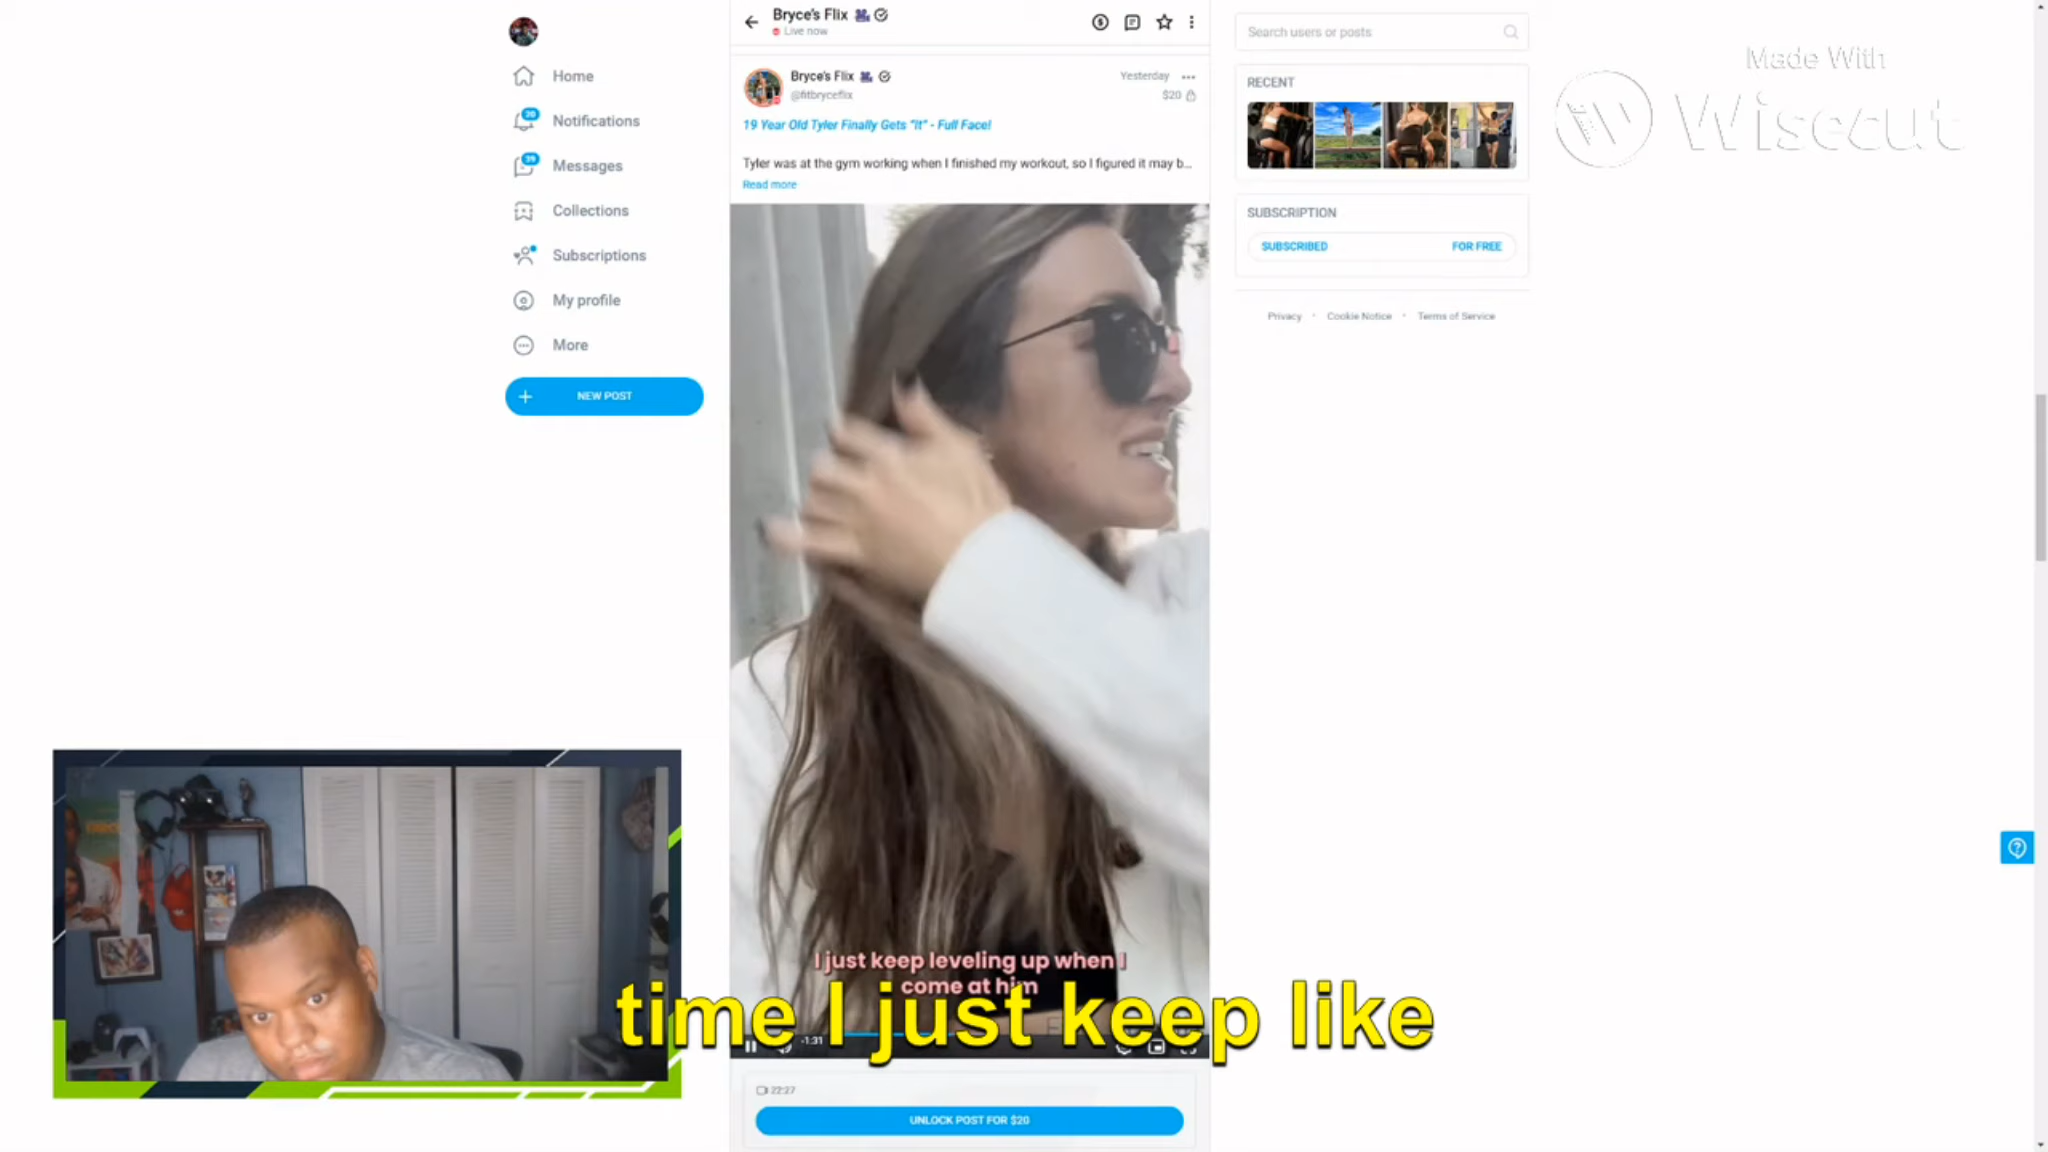 Home
20
Notifications
39
Messages
Collections
Subscriptions
My profile
More
NEW POST
Bryce's Flix
Live now
Bryce's Flix
@fitbryceflix
Yesterday
$20
19 Year Old Tyler Finally Gets "It" - Full Face!
Tyler was at the gym working when I finished my workout, so I figured it may b...
Read more
I just keep leveling up when I
come at him
time I just keep like
-1:31
22:27
UNLOCK POST FOR $20
Search users or posts
RECENT
SUBSCRIPTION
SUBSCRIBED
FOR FREE
Privacy · Cookie Notice · Terms of Service
Made With
Wisecut